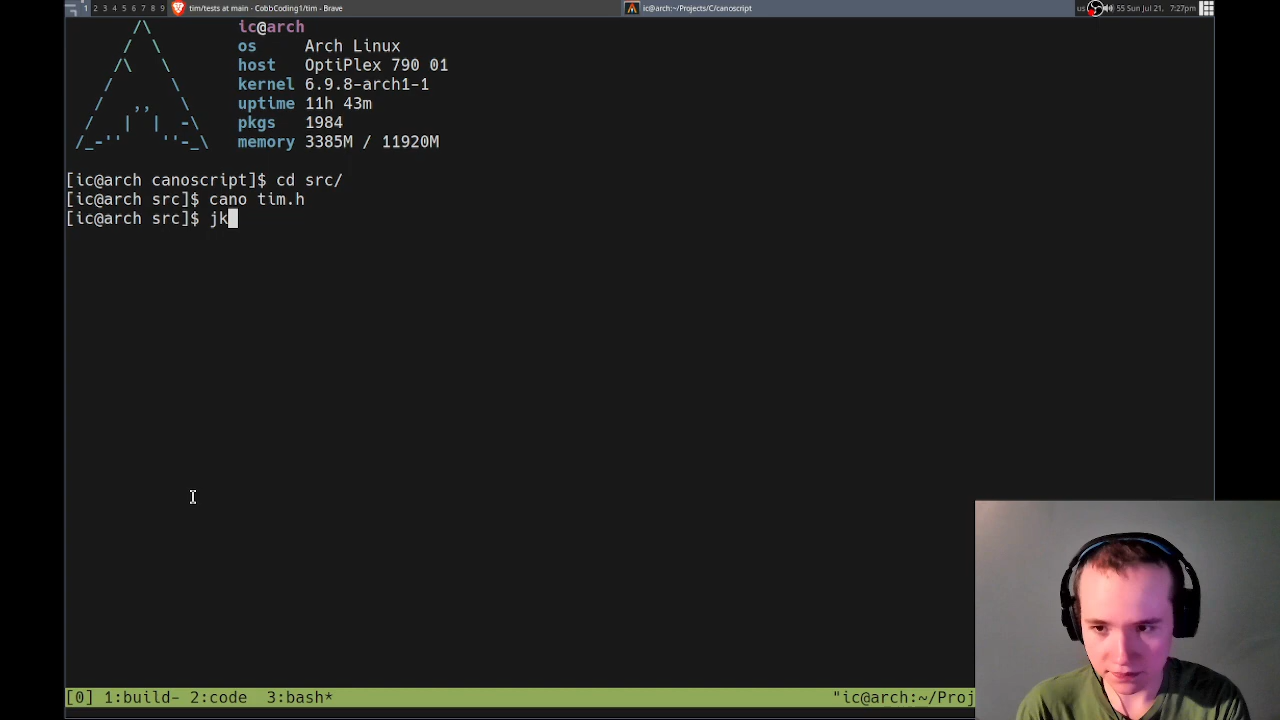 1 2 3 4 5 6 7 8 9 tim/tests at main - CobbCoding1/tim - Brave ic@arch:~/Projects/C/canoscript us 55 Sun Jul 21, 7:27pm
ic@arch
os Arch Linux
host OptiPlex 790 01
kernel 6.9.8-arch1-1
uptime 11h 43m
pkgs 1984
memory 3385M / 11920M
[ic@arch canoscript]$ cd src/
[ic@arch src]$ cano tim.h
[ic@arch src]$ jk
[0] 1:build- 2:code 3:bash* "ic@arch:~/Proj